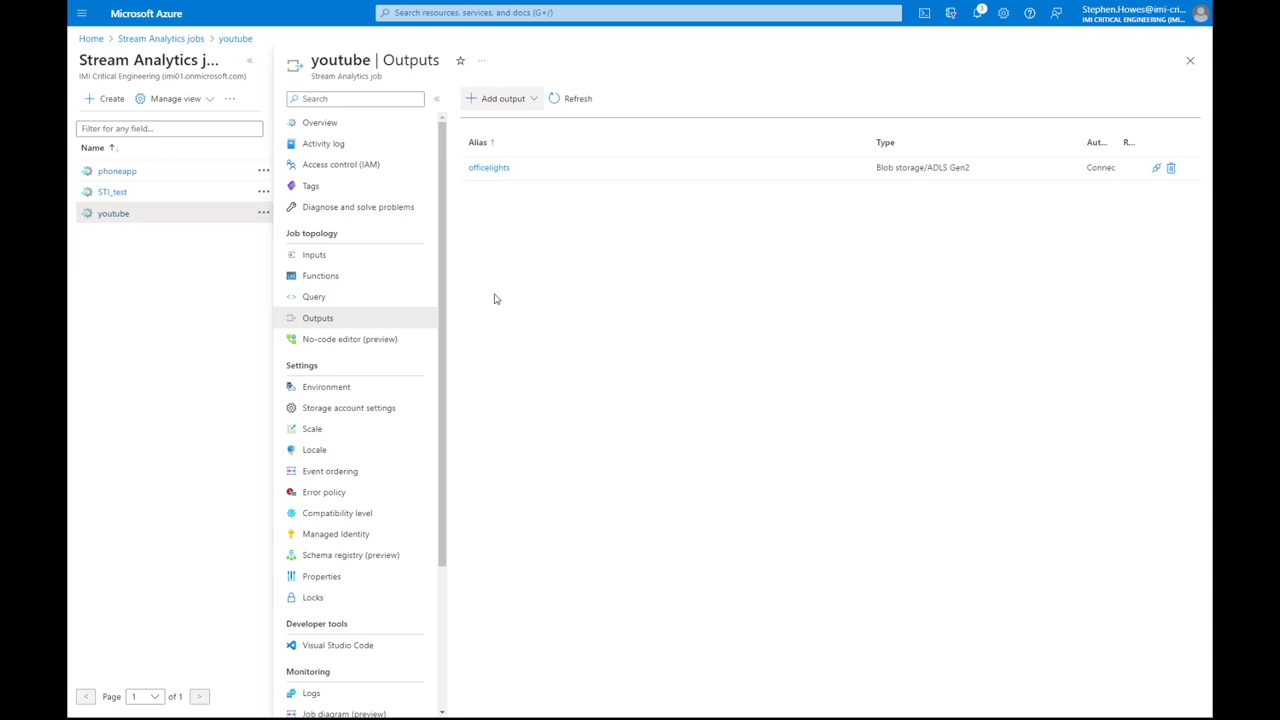 Microsoft Azure
Search resources, services, and docs (G+/)
3
Stephen.Howes@imi-cri...
IMI CRITICAL ENGINEERING (IMI...
Home > Stream Analytics jobs > youtube
Stream Analytics j...
«
IMI Critical Engineering (imi01.onmicrosoft.com)
+ Create
Manage view
...
Filter for any field...
Name ↑
phoneapp
...
STI_test
...
youtube
...
< Page 1 of 1 >
youtube | Outputs
...
Stream Analytics job
Search
«
Overview
Activity log
Access control (IAM)
Tags
Diagnose and solve problems
Job topology
Inputs
Functions
Query
Outputs
No-code editor (preview)
Settings
Environment
Storage account settings
Scale
Locale
Event ordering
Error policy
Compatibility level
Managed Identity
Schema registry (preview)
Properties
Locks
Developer tools
Visual Studio Code
Monitoring
Logs
Job diagram (preview)
+ Add output
Refresh
Alias ↑ Type Aut... R...
officelights Blob storage/ADLS Gen2 Connec